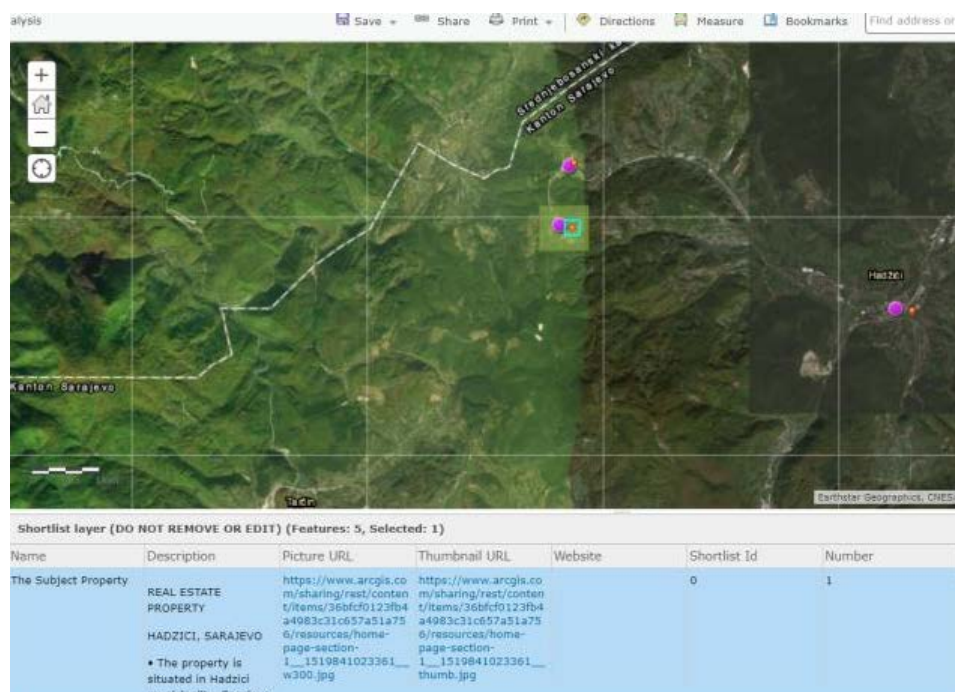 alysis
Save
Share
Print
Directions
Measure
Bookmarks
Find address or
Srednjebosanski
Kanton Sarajevo
Hadžići
Kanton Sarajevo
Earthstar Geographics, CNES
Shortlist layer (DO NOT REMOVE OR EDIT) (Features: 5, Selected: 1)
Name Description Picture URL Thumbnail URL Website Shortlist Id Number
The Subject Property
REAL ESTATE
PROPERTY
HADZICI, SARAJEVO
• The property is
situated in Hadzici
https://www.arcgis.co
m/sharing/rest/conten
t/items/36bfcf0123fb4
a4983c31c657a51a75
6/resources/home-
page-section-
1__1519841023361__
w300.jpg
https://www.arcgis.co
m/sharing/rest/conten
t/items/36bfcf0123fb4
a4983c31c657a51a75
6/resources/home-
page-section-
1__1519841023361__
thumb.jpg
0
1